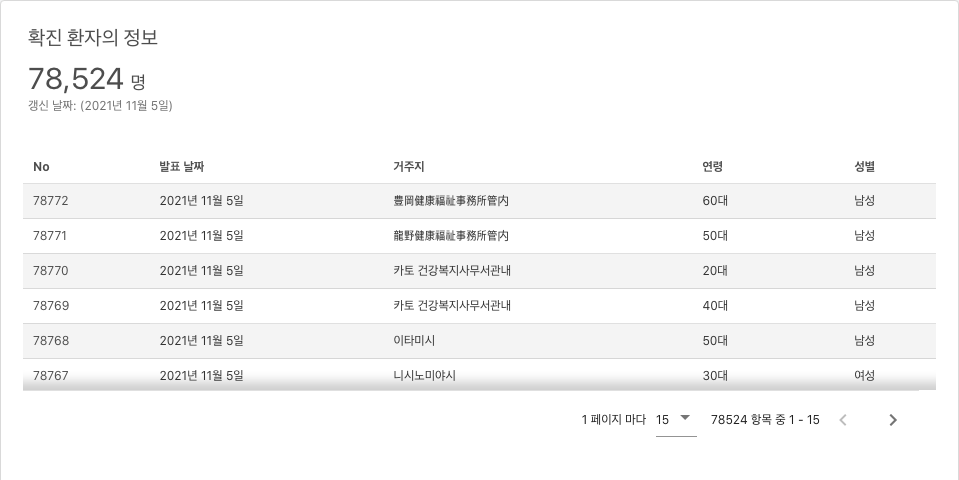 확진 환자의 정보
78,524 명
갱신 날짜: (2021년 11월 5일)
No 발표 날짜 거주지 연령 성별
78772 2021년 11월 5일 豊岡健康福祉事務所管内 60대 남성
78771 2021년 11월 5일 龍野健康福祉事務所管内 50대 남성
78770 2021년 11월 5일 카토 건강복지사무서관내 20대 남성
78769 2021년 11월 5일 카토 건강복지사무서관내 40대 남성
78768 2021년 11월 5일 이타미시 50대 남성
78767 2021년 11월 5일 니시노미야시 30대 여성
1 페이지 마다 15 78524 항목 중 1 - 15